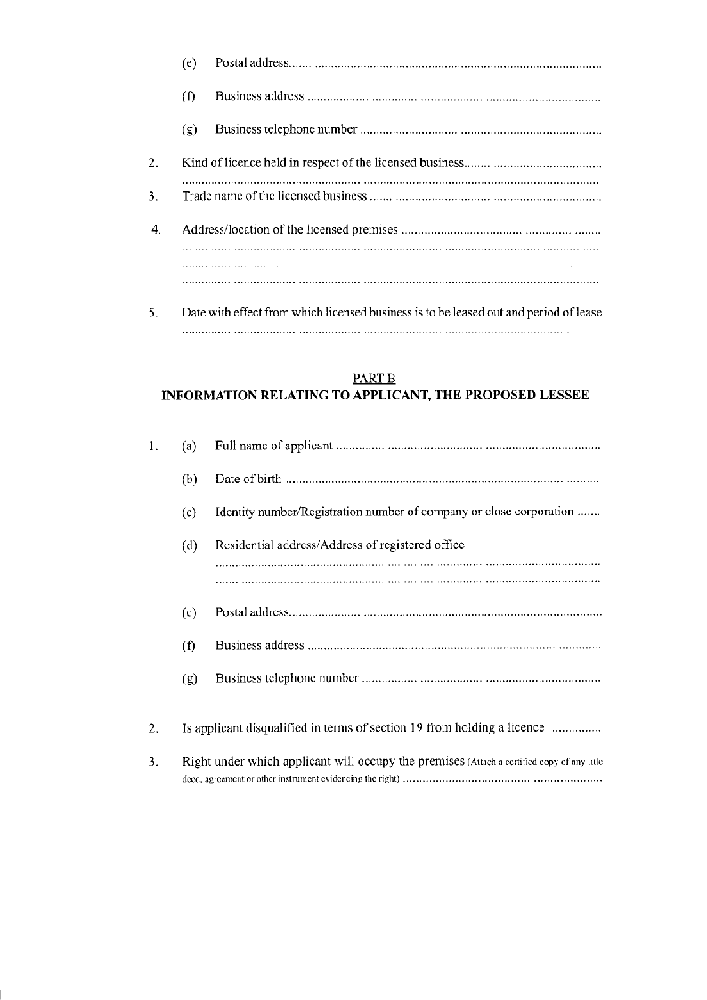 (e) Postal address...............................................................................................
(f) Business address .........................................................................................
(g) Business telephone number .........................................................................
2. Kind of licence held in respect of the licensed business..........................................
..............................................................................................................................
3. Trade name of the licensed business ......................................................................
4. Address/location of the licensed premises ............................................................
..............................................................................................................................
..............................................................................................................................
..............................................................................................................................
5. Date with effect from which licensed business is to be leased out and period of lease
.....................................................................................................................
PART B
INFORMATION RELATING TO APPLICANT, THE PROPOSED LESSEE
1. (a) Full name of applicant ................................................................................
(b) Date of birth ...............................................................................................
(c) Identity number/Registration number of company or close corporation .......
(d) Residential address/Address of registered office
....................................................................................................................
....................................................................................................................
(e) Postal address...............................................................................................
(f) Business address .........................................................................................
(g) Business telephone number ........................................................................
2. Is applicant disqualified in terms of section 19 from holding a licence ...............
3. Right under which applicant will occupy the premises (Attach a certified copy of any title
deed, agreement or other instrument evidencing the right) .............................................................